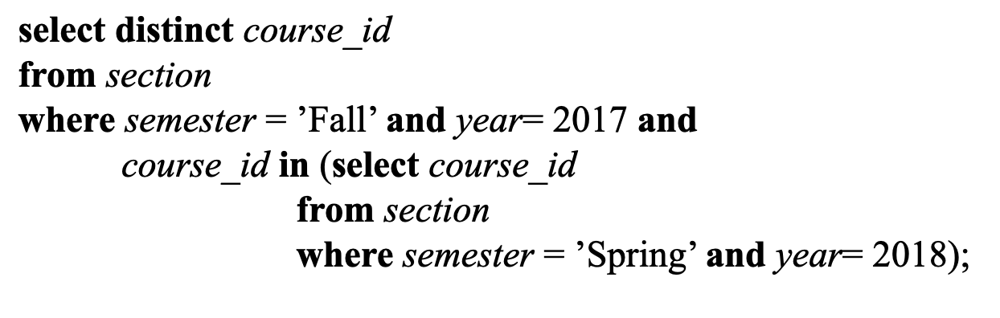 select distinct course_id
from section
where semester = ’Fall’ and year= 2017 and
course_id in (select course_id
from section
where semester = ’Spring’ and year= 2018);